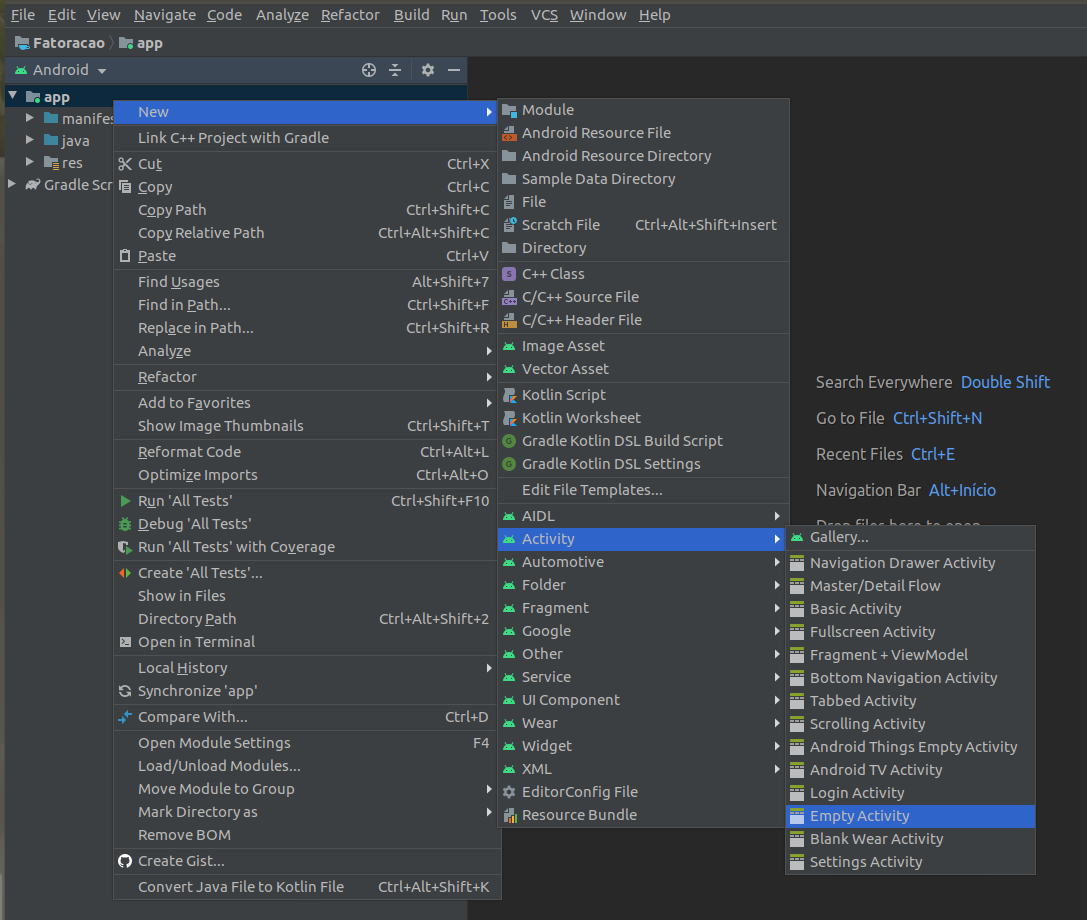 File Edit View Navigate Code Analyze Refactor Build Run Tools VCS Window Help
Fatoracao app
Android
app
manifes
java
res
Gradle Scr
New
Link C++ Project with Gradle
Cut Ctrl+X
Copy Ctrl+C
Copy Path Ctrl+Shift+C
Copy Relative Path Ctrl+Alt+Shift+C
Paste Ctrl+V
Find Usages Alt+Shift+7
Find in Path... Ctrl+Shift+F
Replace in Path... Ctrl+Shift+R
Analyze
Refactor
Add to Favorites
Show Image Thumbnails Ctrl+Shift+T
Reformat Code Ctrl+Alt+L
Optimize Imports Ctrl+Alt+O
Run 'All Tests' Ctrl+Shift+F10
Debug 'All Tests'
Run 'All Tests' with Coverage
Create 'All Tests'...
Show in Files
Directory Path Ctrl+Alt+Shift+2
Open in Terminal
Local History
Synchronize 'app'
Compare With... Ctrl+D
Open Module Settings F4
Load/Unload Modules...
Move Module to Group
Mark Directory as
Remove BOM
Create Gist...
Convert Java File to Kotlin File Ctrl+Alt+Shift+K
Module
Android Resource File
Android Resource Directory
Sample Data Directory
File
Scratch File Ctrl+Alt+Shift+Insert
Directory
C++ Class
C/C++ Source File
C/C++ Header File
Image Asset
Vector Asset
Kotlin Script
Kotlin Worksheet
Gradle Kotlin DSL Build Script
Gradle Kotlin DSL Settings
Edit File Templates...
AIDL
Activity
Automotive
Folder
Fragment
Google
Other
Service
UI Component
Wear
Widget
XML
EditorConfig File
Resource Bundle
Search Everywhere Double Shift
Go to File Ctrl+Shift+N
Recent Files Ctrl+E
Navigation Bar Alt+Início
Drop files here to open
Gallery...
Navigation Drawer Activity
Master/Detail Flow
Basic Activity
Fullscreen Activity
Fragment + ViewModel
Bottom Navigation Activity
Tabbed Activity
Scrolling Activity
Android Things Empty Activity
Android TV Activity
Login Activity
Empty Activity
Blank Wear Activity
Settings Activity